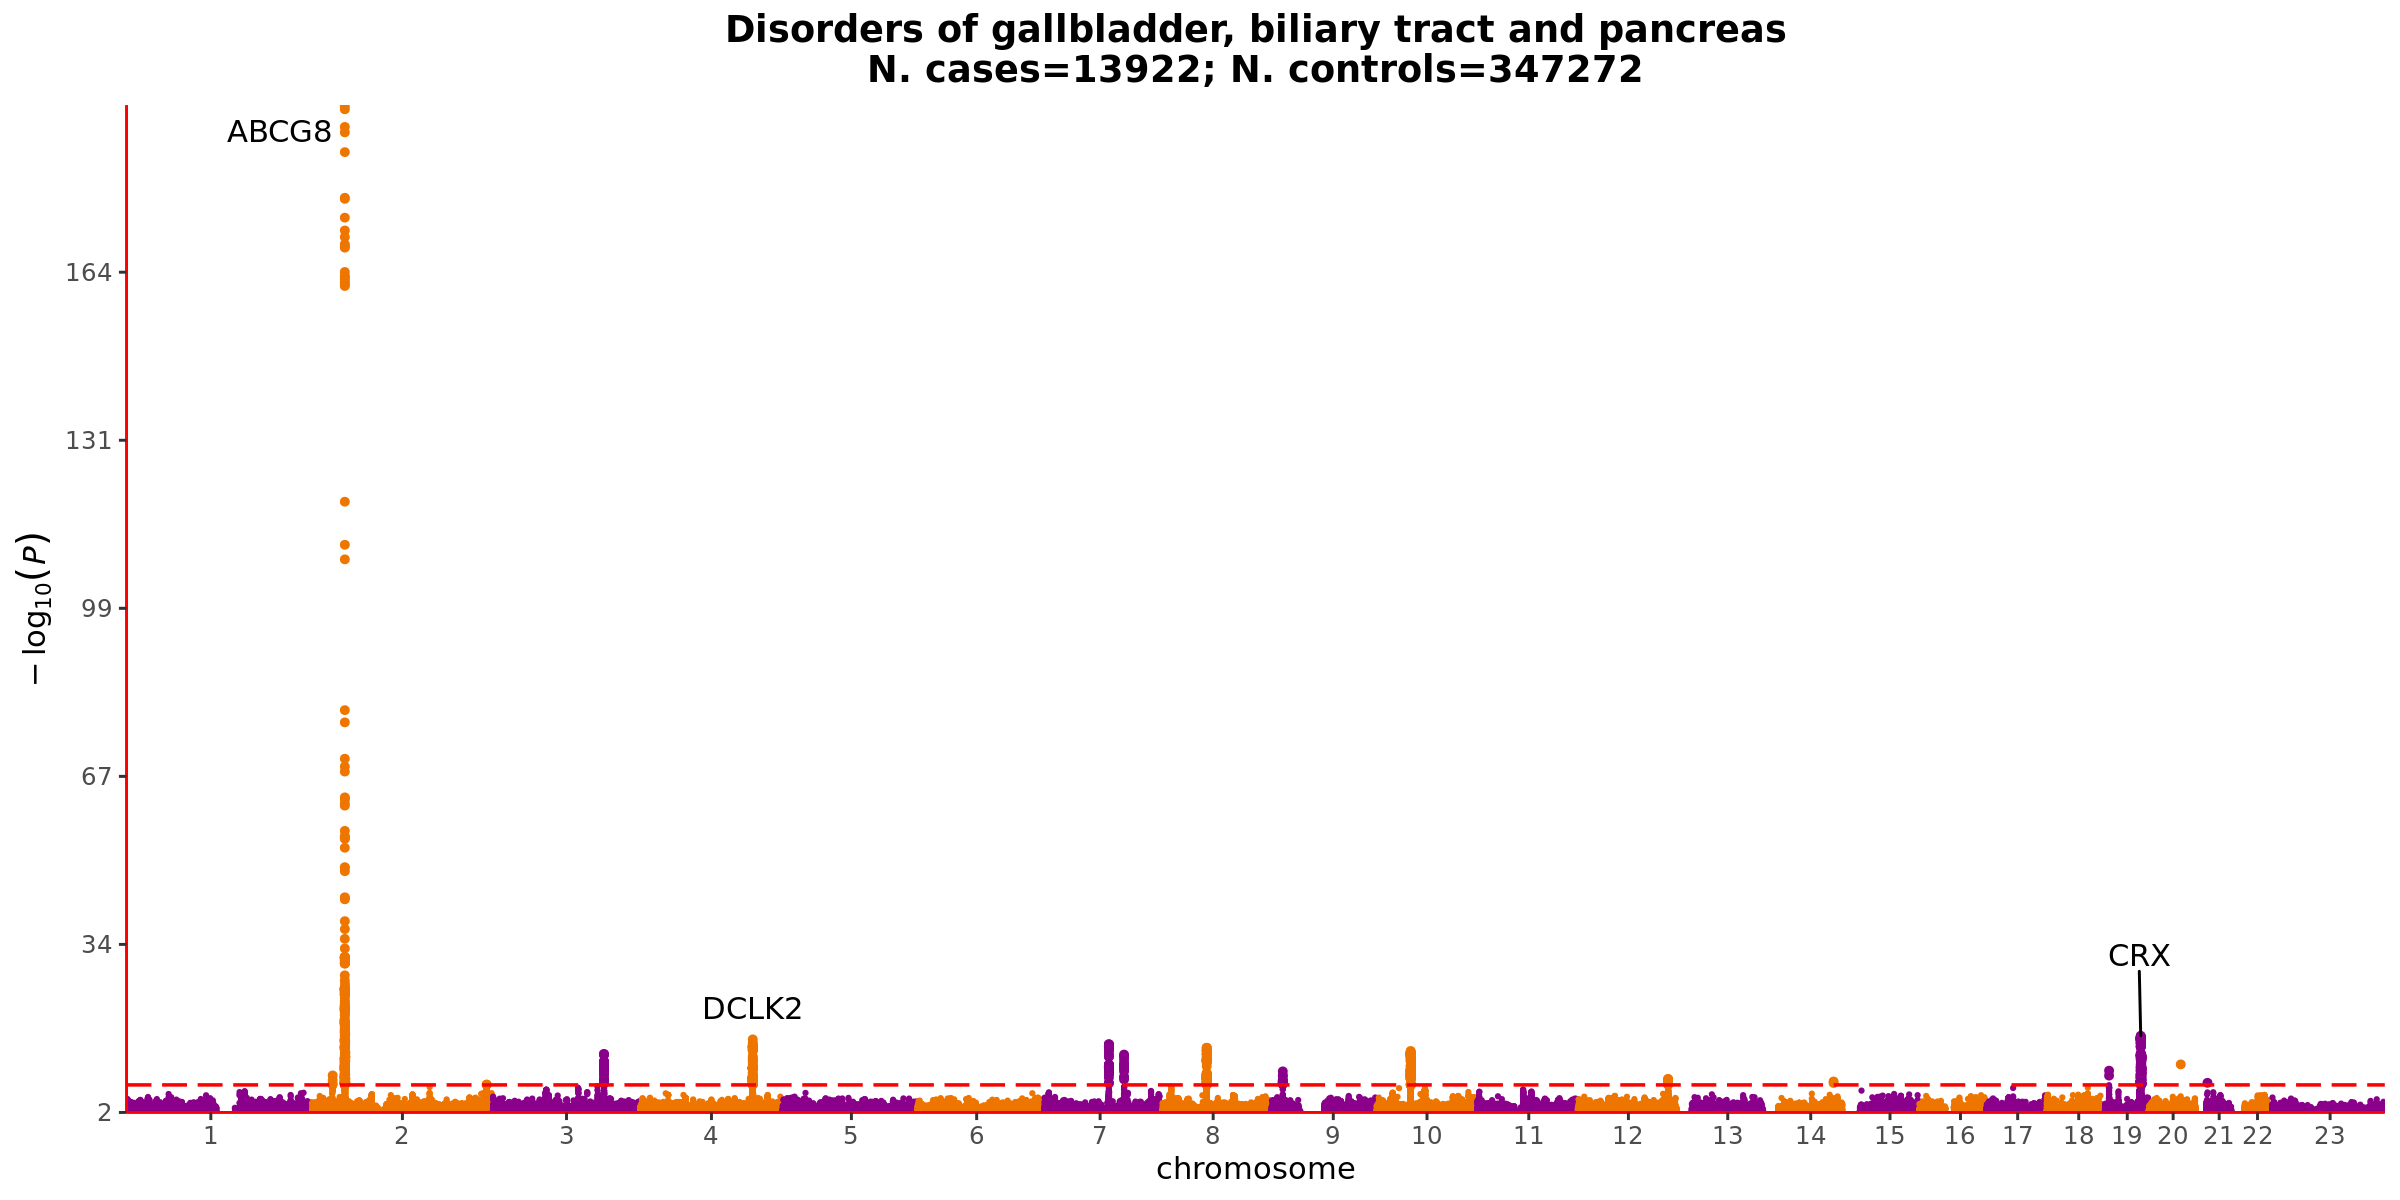 Disorders of gallbladder, biliary tract and pancreas
N. cases=13922; N. controls=347272
ABCG8
164
131
99
67
34
2
−log10(P)
DCLK2
CRX
1 2 3 4 5 6 7 8 9 10 11 12 13 14 15 16 17 18 19 20 21 22 23
chromosome